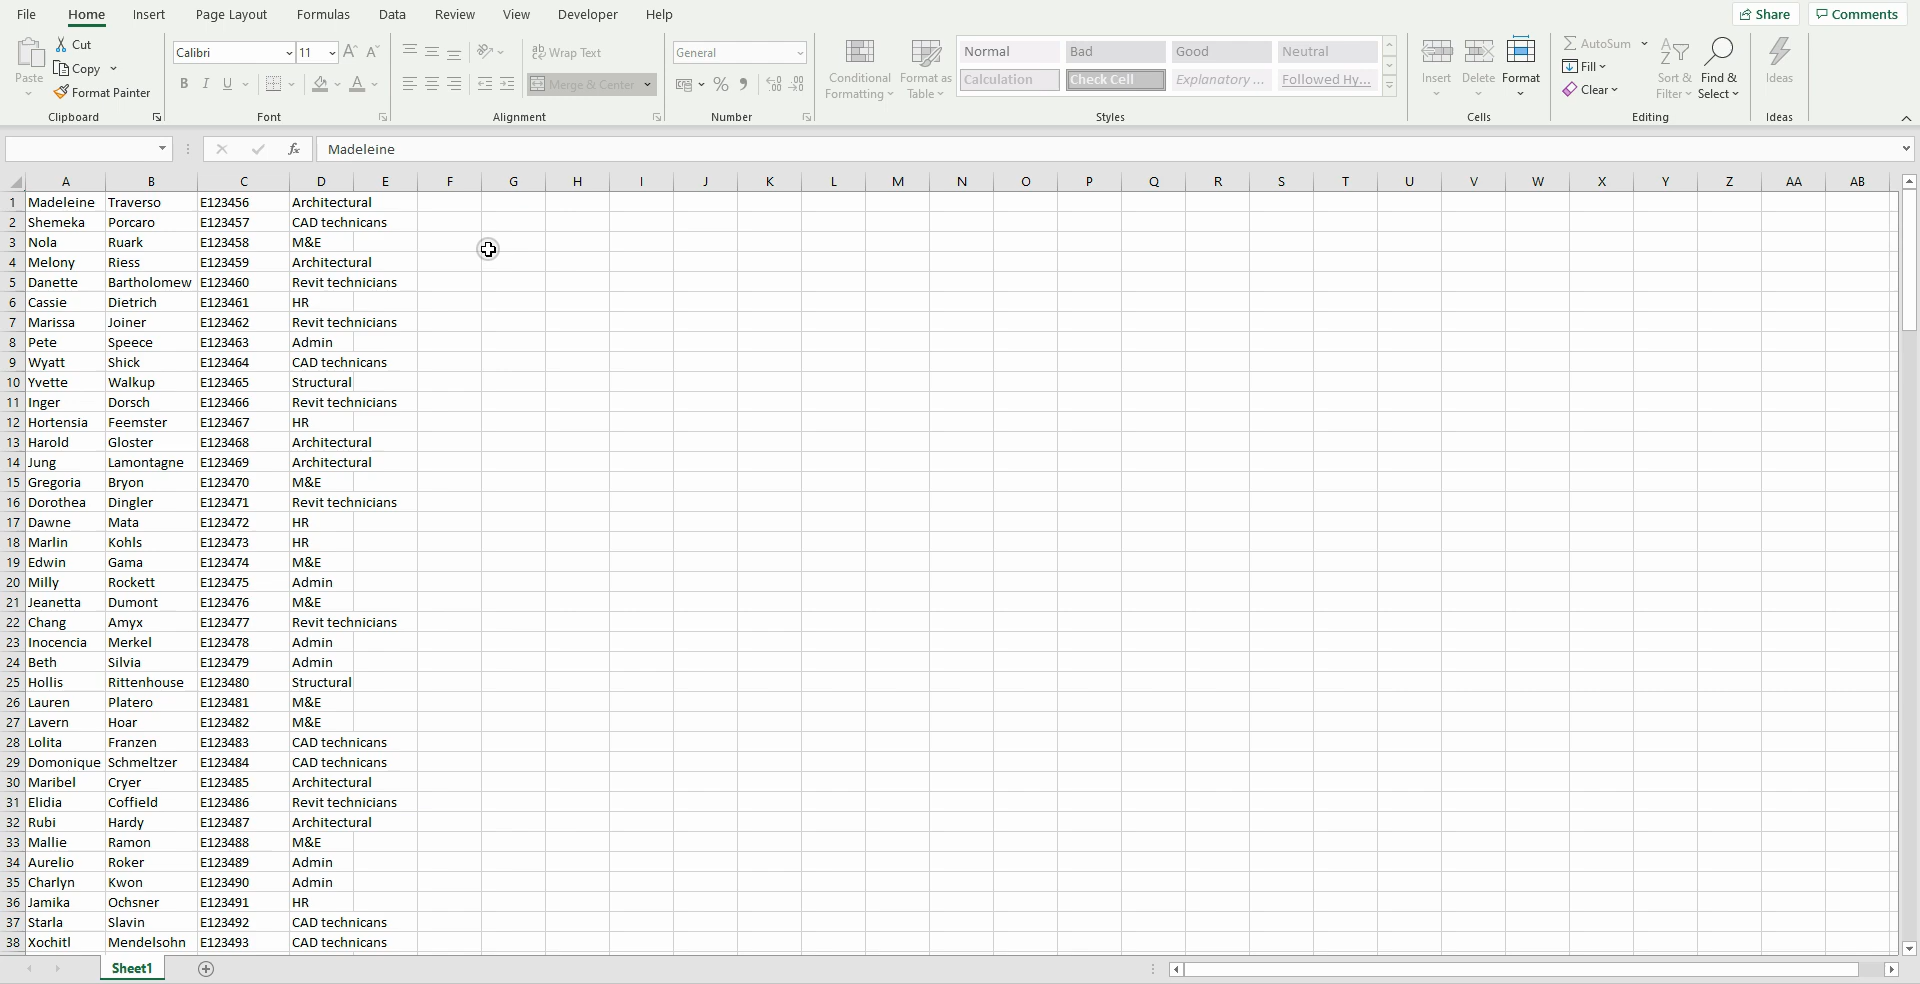 File Home Insert Page Layout Formulas Data Review View Developer Help Share Comments
Cut
Copy
Format Painter
Paste
Clipboard
Calibri 11 A A
B I U A
Font
ab Wrap Text
Merge & Center
Alignment
General
% 9
Number
Conditional Formatting
Format as Table
Normal Bad Good Neutral
Calculation Check Cell Explanatory ... Followed Hy...
Styles
Insert Delete Format
Cells
AutoSum
Fill
Clear
Sort & Filter
Find & Select
Editing
Ideas
Ideas
fx Madeleine
A B C D E F G H I J K L M N O P Q R S T U V W X Y Z AA AB
1 Madeleine Traverso E123456 Architectural
2 Shemeka Porcaro E123457 CAD technicans
3 Nola Ruark E123458 M&E
4 Melony Riess E123459 Architectural
5 Danette Bartholomew E123460 Revit technicians
6 Cassie Dietrich E123461 HR
7 Marissa Joiner E123462 Revit technicians
8 Pete Speece E123463 Admin
9 Wyatt Shick E123464 CAD technicans
10 Yvette Walkup E123465 Structural
11 Inger Dorsch E123466 Revit technicians
12 Hortensia Feemster E123467 HR
13 Harold Gloster E123468 Architectural
14 Jung Lamontagne E123469 Architectural
15 Gregoria Bryon E123470 M&E
16 Dorothea Dingler E123471 Revit technicians
17 Dawne Mata E123472 HR
18 Marlin Kohls E123473 HR
19 Edwin Gama E123474 M&E
20 Milly Rockett E123475 Admin
21 Jeanetta Dumont E123476 M&E
22 Chang Amyx E123477 Revit technicians
23 Inocencia Merkel E123478 Admin
24 Beth Silvia E123479 Admin
25 Hollis Rittenhouse E123480 Structural
26 Lauren Platero E123481 M&E
27 Lavern Hoar E123482 M&E
28 Lolita Franzen E123483 CAD technicans
29 Domonique Schmeltzer E123484 CAD technicans
30 Maribel Cryer E123485 Architectural
31 Elidia Coffield E123486 Revit technicians
32 Rubi Hardy E123487 Architectural
33 Mallie Ramon E123488 M&E
34 Aurelio Roker E123489 Admin
35 Charlyn Kwon E123490 Admin
36 Jamika Ochsner E123491 HR
37 Starla Slavin E123492 CAD technicans
38 Xochitl Mendelsohn E123493 CAD technicans
Sheet1